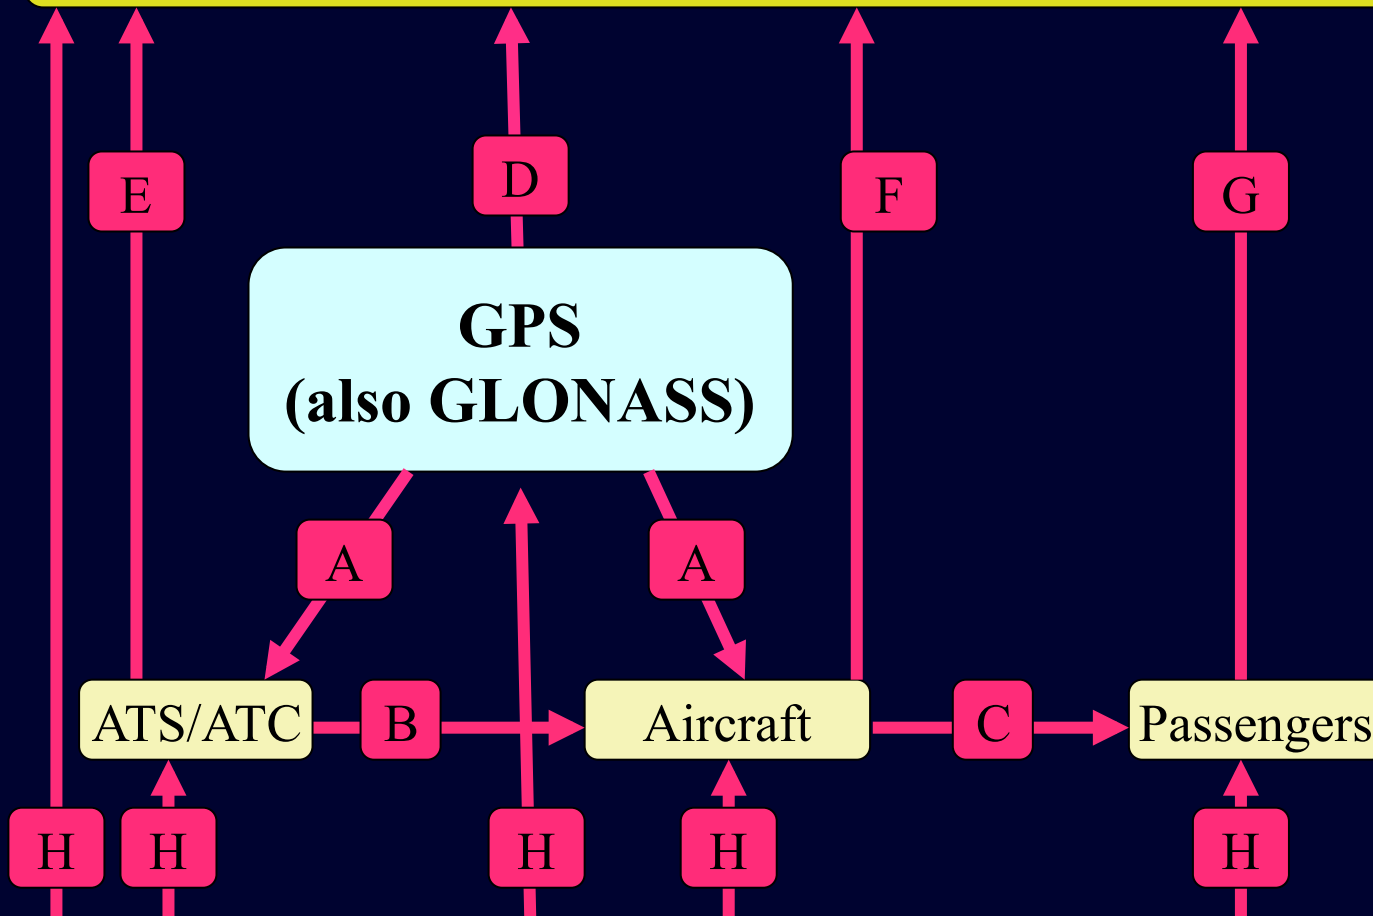 E
D
F
G
GPS
(also GLONASS)
A
A
ATS/ATC
B
Aircraft
C
Passengers
H
H
H
H
H